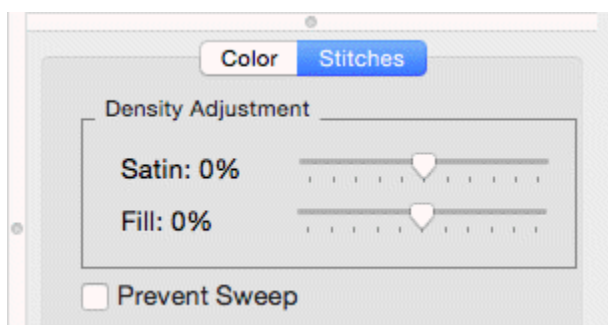 Color Stitches
Density Adjustment
Satin: 0%
Fill: 0%
Prevent Sweep